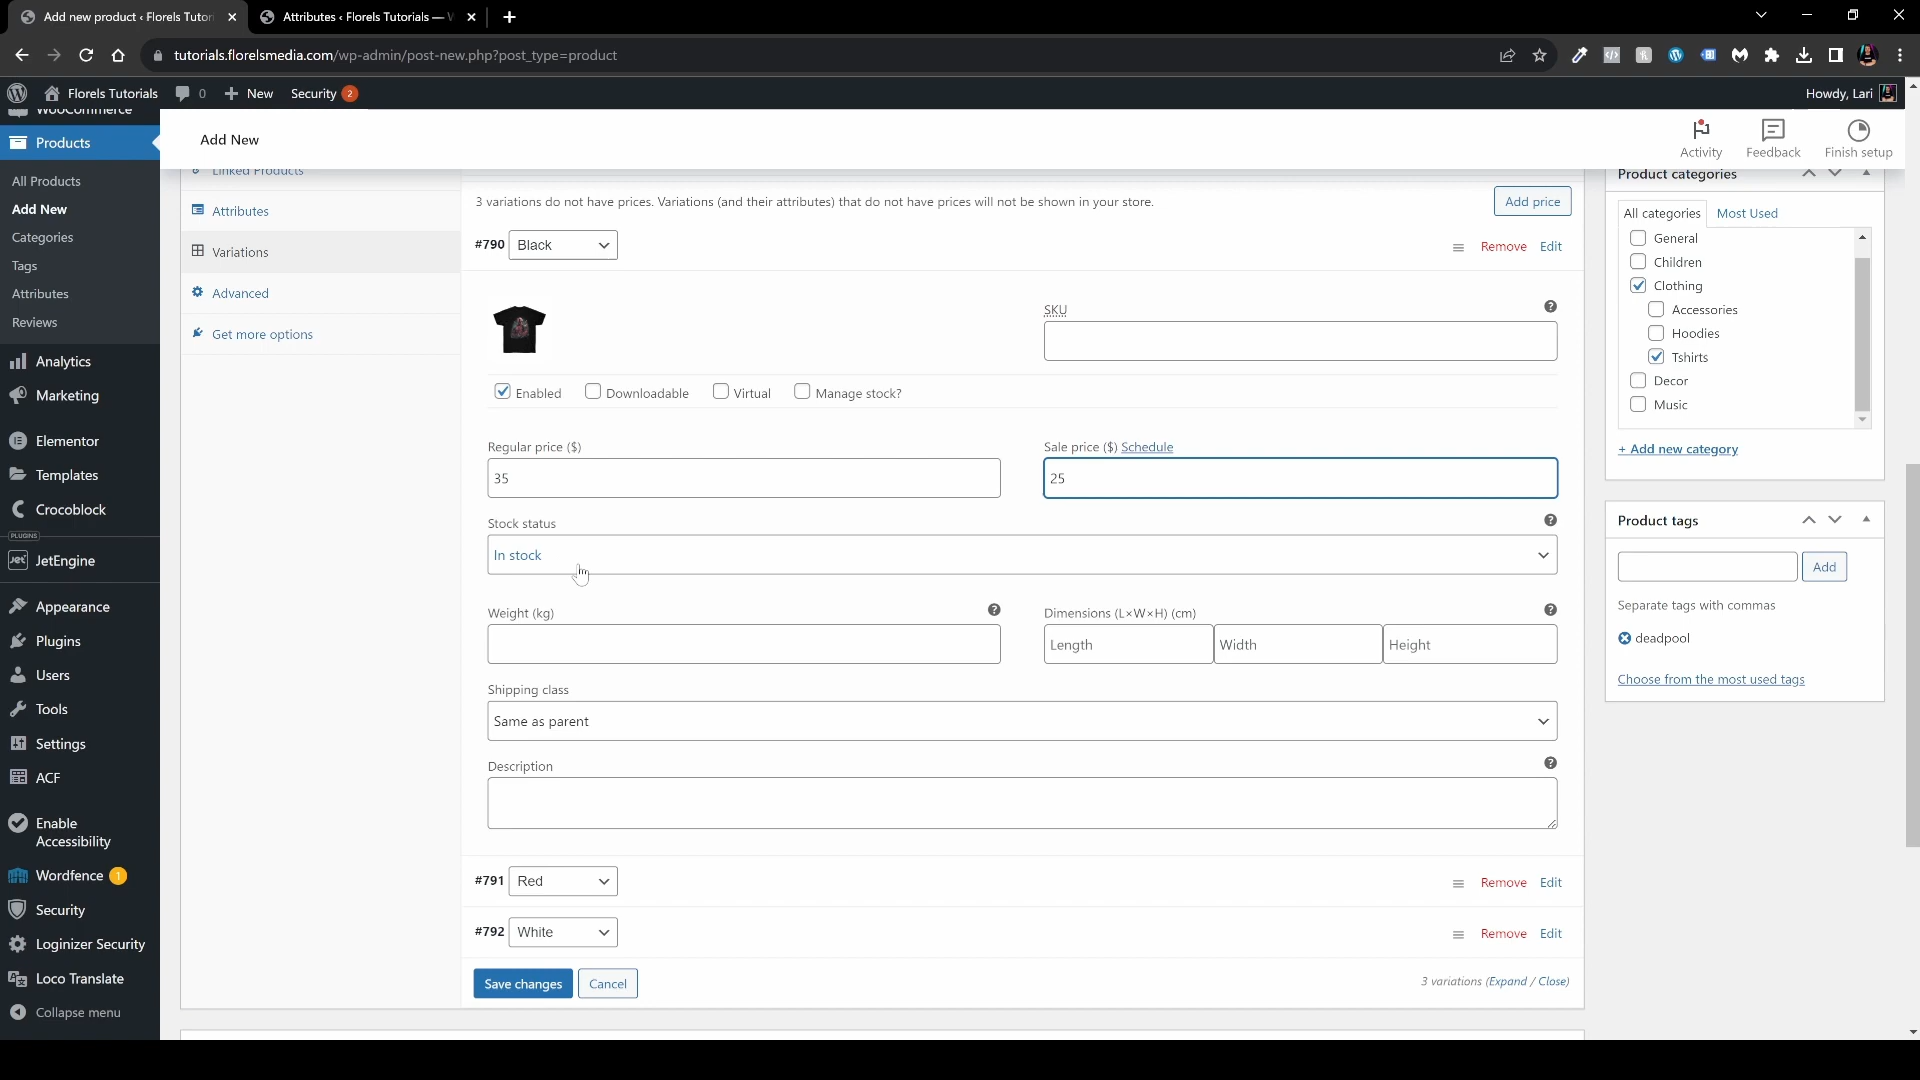 Add new product ‹ Florels Tutor
Attributes ‹ Florels Tutorials —
tutorials.florelsmedia.com/wp-admin/post-new.php?post_type=product
Florels Tutorials 0 New Security 2
Howdy, Lari
WooCommerce
Products
All Products
Add New
Categories
Tags
Attributes
Reviews
Analytics
Marketing
Elementor
Templates
Crocoblock
PLUGINS
JetEngine
Appearance
Plugins
Users
Tools
Settings
ACF
Enable
Accessibility
Wordfence 1
Security
Loginizer Security
Loco Translate
Collapse menu
Add New
Activity
Feedback
Finish setup
Linked Products
Attributes
Variations
Advanced
Get more options
3 variations do not have prices. Variations (and their attributes) that do not have prices will not be shown in your store.
Add price
#790 Black
Remove Edit
SKU
Enabled Downloadable Virtual Manage stock?
Regular price ($)
35
Sale price ($) Schedule
25
Stock status
In stock
Weight (kg)
Dimensions (L×W×H) (cm)
Length Width Height
Shipping class
Same as parent
Description
#791 Red
Remove Edit
#792 White
Remove Edit
Save changes Cancel
3 variations (Expand / Close)
Product categories
All categories Most Used
General
Children
Clothing
Accessories
Hoodies
Tshirts
Decor
Music
+ Add new category
Product tags
Add
Separate tags with commas
deadpool
Choose from the most used tags